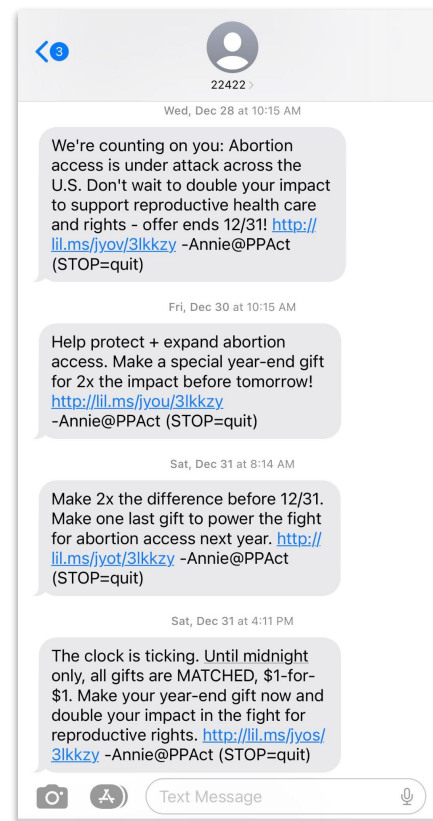 3
22422
Wed, Dec 28 at 10:15 AM
We're counting on you: Abortion
access is under attack across the
U.S. Don't wait to double your impact
to support reproductive health care
and rights - offer ends 12/31! http://
lil.ms/jyov/3lkkzy -Annie@PPAct
(STOP=quit)
Fri, Dec 30 at 10:15 AM
Help protect + expand abortion
access. Make a special year-end gift
for 2x the impact before tomorrow!
http://lil.ms/jyou/3lkkzy
-Annie@PPAct (STOP=quit)
Sat, Dec 31 at 8:14 AM
Make 2x the difference before 12/31.
Make one last gift to power the fight
for abortion access next year. http://
lil.ms/jyot/3lkkzy -Annie@PPAct
(STOP=quit)
Sat, Dec 31 at 4:11 PM
The clock is ticking. Until midnight
only, all gifts are MATCHED, $1-for-
$1. Make your year-end gift now and
double your impact in the fight for
reproductive rights. http://lil.ms/jyos/
3lkkzy -Annie@PPAct (STOP=quit)
Text Message